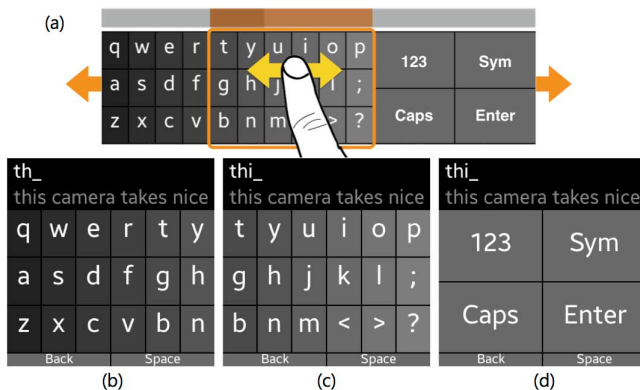 (a)
q w e r t y u i o p 123 Sym
a s d f g h j l ;
z x c v b n m > ? Caps Enter
th_
this camera takes nice
q w e r t y
a s d f g h
z x c v b n
Back Space
(b)
thi_
this camera takes nice
t y u i o p
g h j k l ;
b n m < > ?
Back Space
(c)
thi_
this camera takes nice
123 Sym
Caps Enter
Back Space
(d)